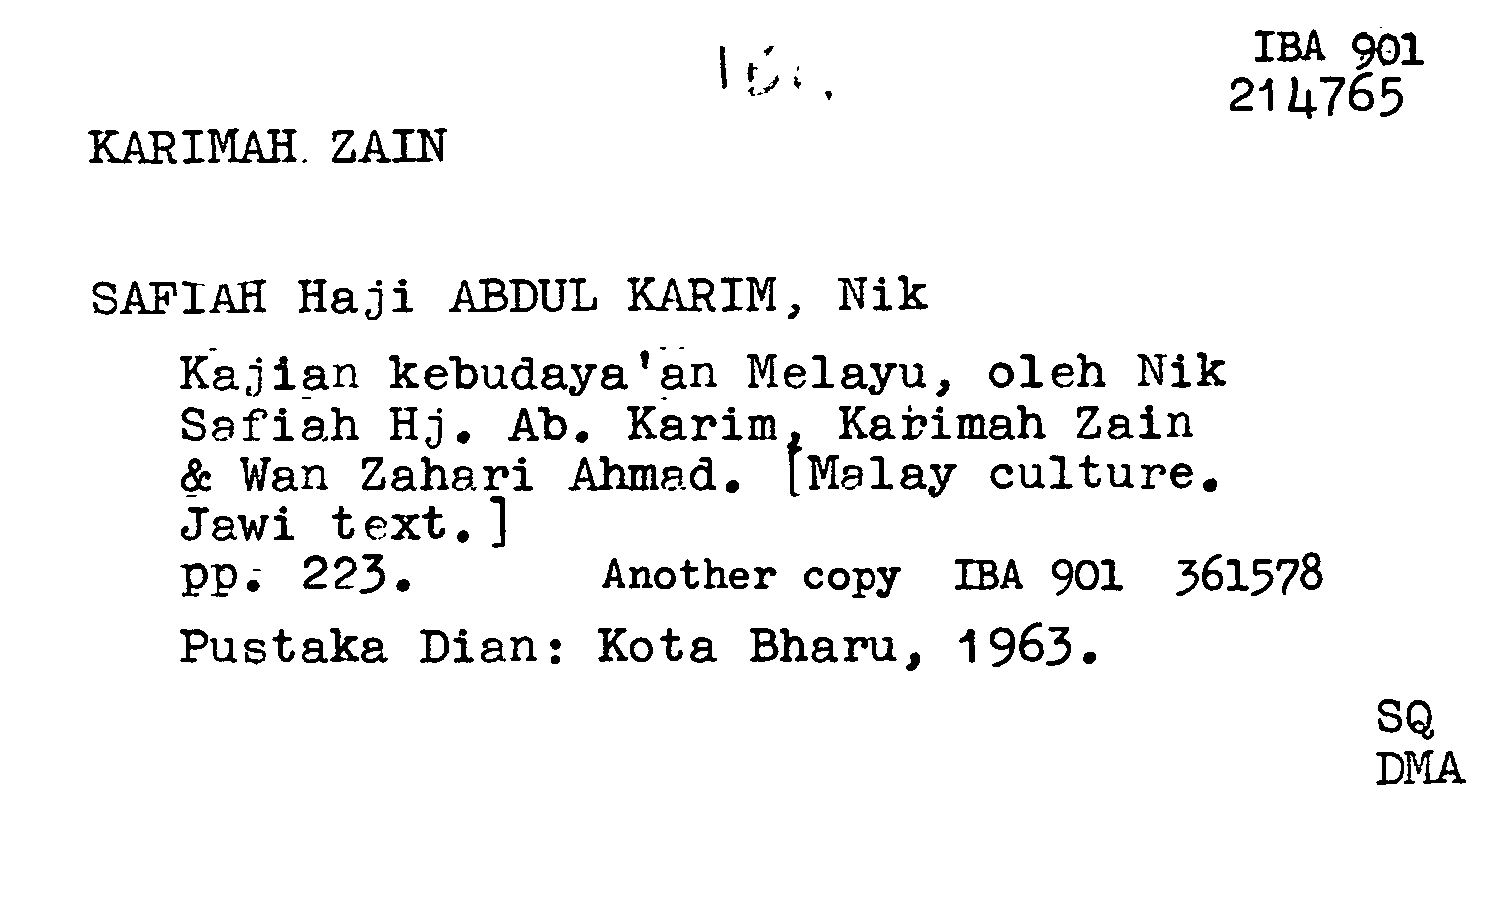 IBA 901
214765
KARIMAH ZAIN
SAFIAH Haji ABDUL KARIM, Nik
Kajian kebudaya'an Melayu, oleh Nik
Safiah Hj. Ab. Karim, Karimah Zain
& Wan Zahari Ahmad. [Malay culture.
Jawi text.]
pp. 223. Another copy IBA 901 361578
Pustaka Dian: Kota Bharu, 1963.
SQ
DMA